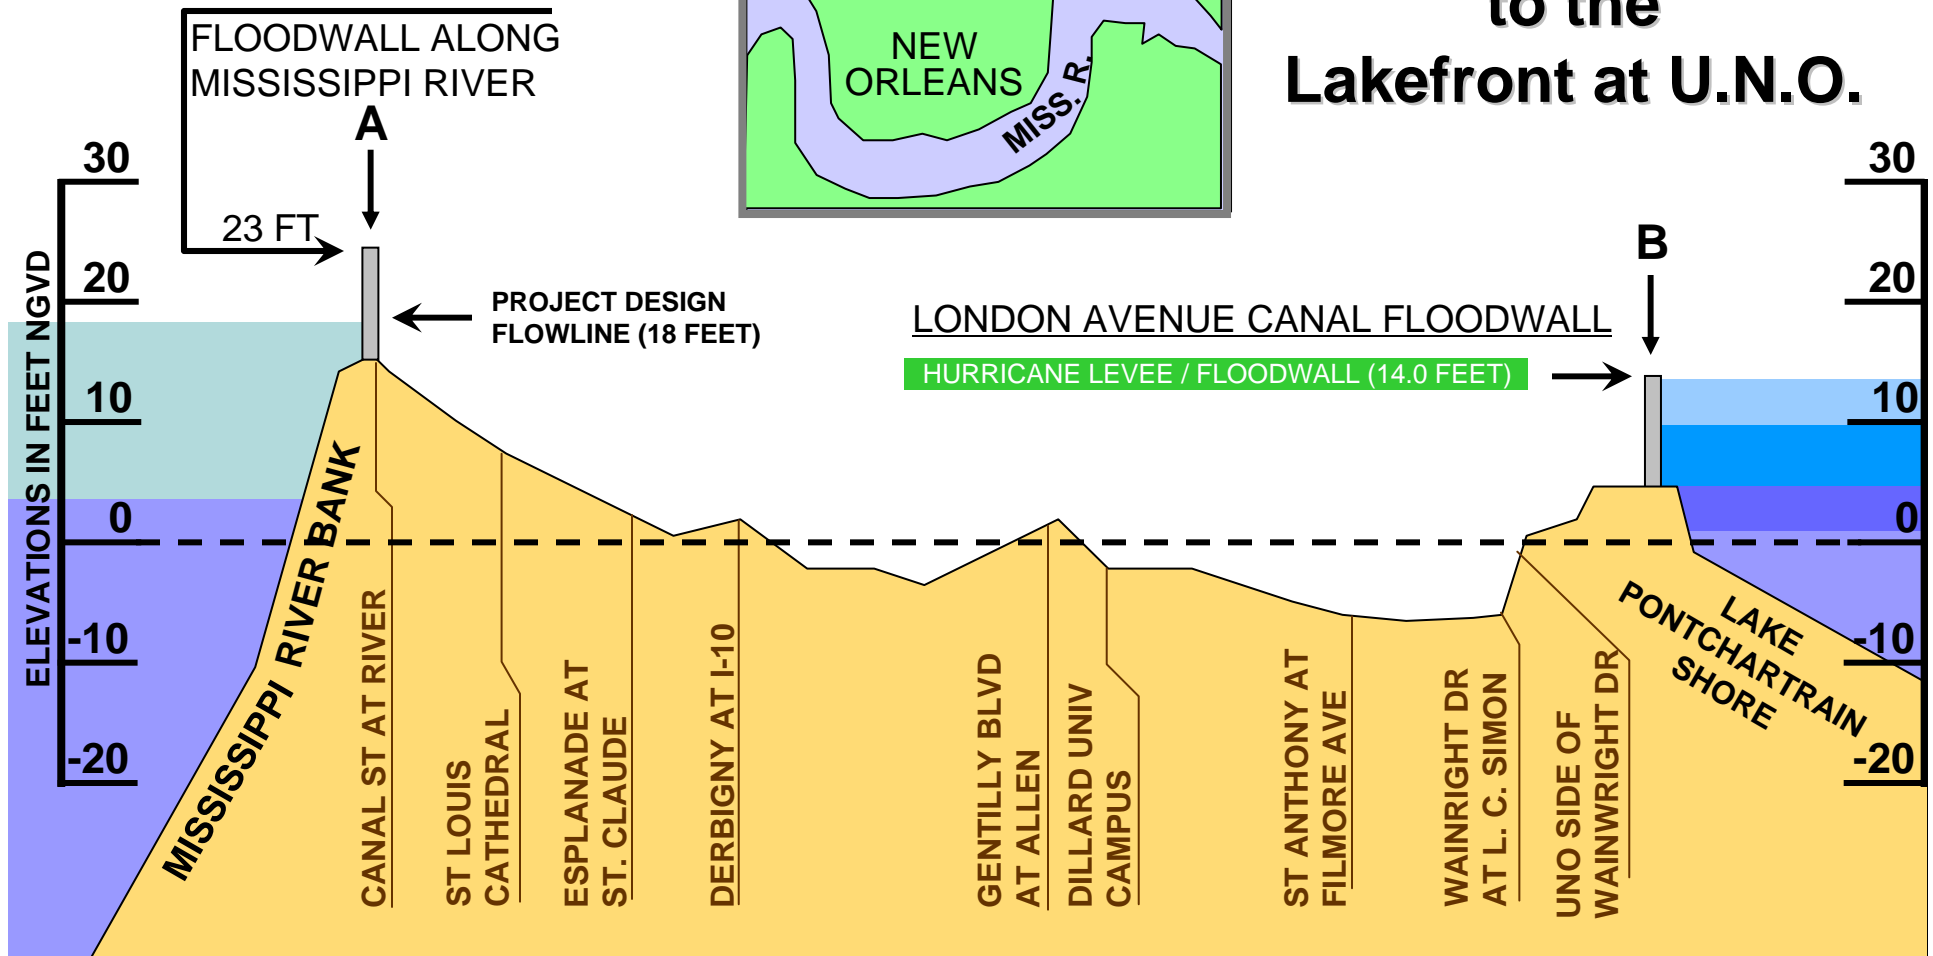 to the
Lakefront at U.N.O.
FLOODWALL ALONG
MISSISSIPPI RIVER
A
23 FT
NEW
ORLEANS
MISS. R.
PROJECT DESIGN
FLOWLINE (18 FEET)
B
LONDON AVENUE CANAL FLOODWALL
HURRICANE LEVEE / FLOODWALL (14.0 FEET)
ELEVATIONS IN FEET NGVD
30
20
10
0
-10
-20
30
20
10
0
-10
-20
MISSISSIPPI RIVER BANK
CANAL ST AT RIVER
ST LOUIS
CATHEDRAL
ESPLANADE AT
ST. CLAUDE
DERBIGNY AT I-10
GENTILLY BLVD
AT ALLEN
DILLARD UNIV
CAMPUS
ST ANTHONY AT
FILMORE AVE
WAINRIGHT DR
AT L. C. SIMON
UNO SIDE OF
WAINWRIGHT DR
LAKE
PONTCHARTRAIN
SHORE